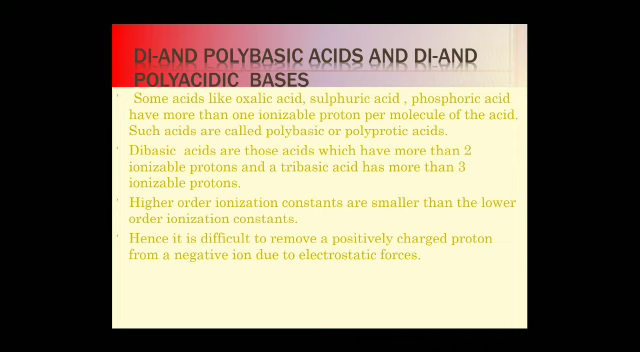 DI-AND POLYBASIC ACIDS AND DI-AND
POLYACIDIC BASES
Some acids like oxalic acid, sulphuric acid , phosphoric acid
have more than one ionizable proton per molecule of the acid.
Such acids are called polybasic or polyprotic acids.
Dibasic acids are those acids which have more than 2
ionizable protons and a tribasic acid has more than 3
ionizable protons.
Higher order ionization constants are smaller than the lower
order ionization constants.
Hence it is difficult to remove a positively charged proton
from a negative ion due to electrostatic forces.